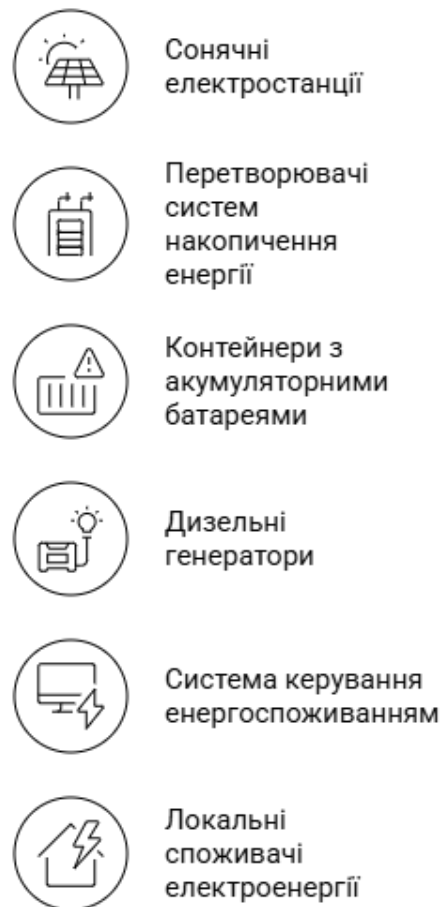 Сонячні
електростанції
Перетворювачі
систем
накопичення
енергії
Контейнери з
акумуляторними
батареями
Дизельні
генератори
Система керування
енергоспоживанням
Локальні
споживачі
електроенергії